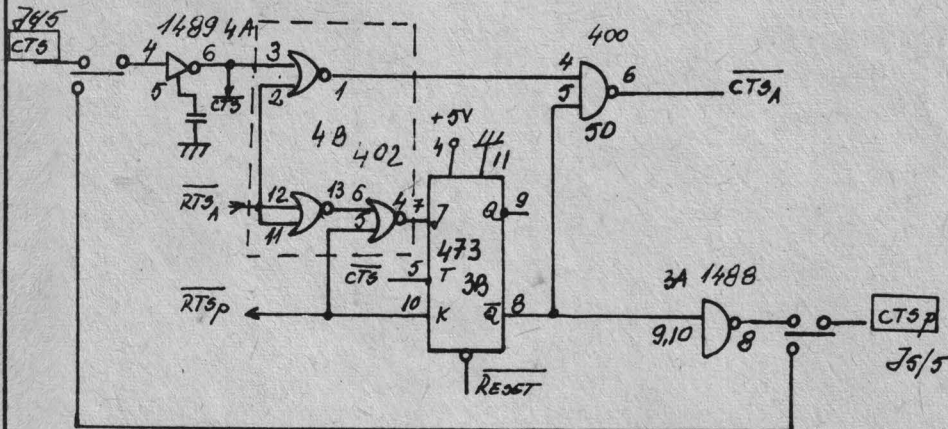 J4/5
CTS
1489 4A
4
6
5
CTS
3
2
1
400
4
5
6
5D
CTS_A
+5V
4
11
4B
402
RTS_A
12
11
13
6
5
4
7
J
Q
9
473
3B
CTS
5
T
RTS_P
10
K
Q
8
RESET
3A 1488
9,10
8
CTS_P
J5/5